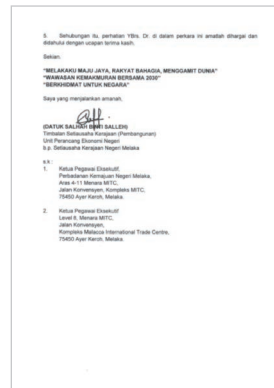 5. Sehubungan itu, perhatian YBrs. Dr. di dalam perkara ini amatlah dihargai dan
didahului dengan ucapan terima kasih.
Sekian.
"MELAKAKU MAJU JAYA, RAKYAT BAHAGIA, MENGGAMIT DUNIA"
"WAWASAN KEMAKMURAN BERSAMA 2030"
"BERKHIDMAT UNTUK NEGARA"
Saya yang menjalankan amanah,
(DATUK SALHAH BINTI SALLEH)
Timbalan Setiausaha Kerajaan (Pembangunan)
Unit Perancang Ekonomi Negeri
b.p. Setiausaha Kerajaan Negeri Melaka
s.k :
1. Ketua Pegawai Eksekutif,
Perbadanan Kemajuan Negeri Melaka,
Aras 4-11 Menara MITC,
Jalan Konvensyen, Kompleks MITC,
75450 Ayer Keroh, Melaka.
2. Ketua Pegawai Eksekutif
Level 8, Menara MITC,
Jalan Konvensyen,
Kompleks Malacca International Trade Centre,
75450 Ayer Keroh, Melaka.